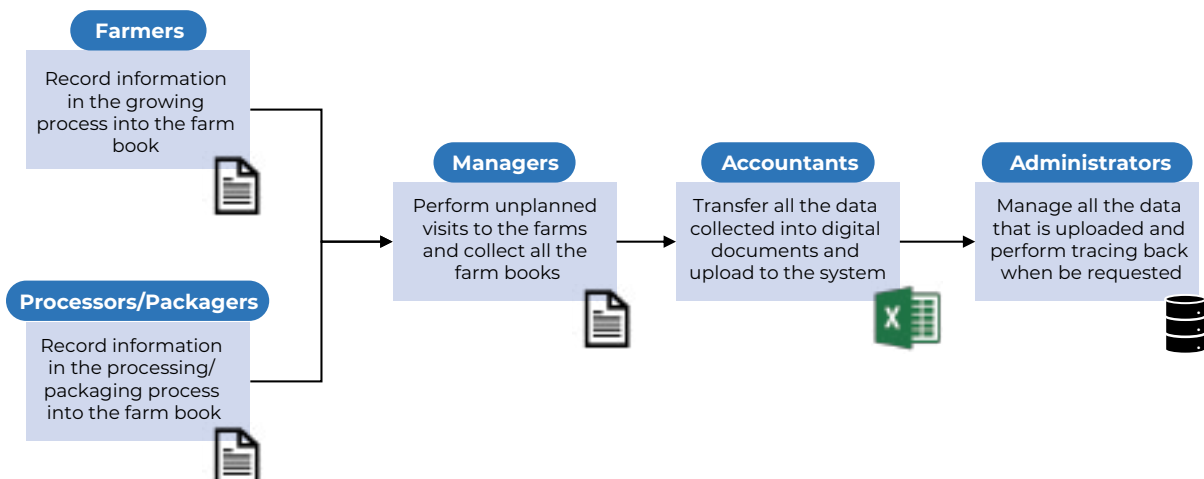 Farmers
Record information
in the growing
process into the farm
book
Processors/Packagers
Record information
in the processing/
packaging process
into the farm book
Managers
Perform unplanned
visits to the farms
and collect all the
farm books
Accountants
Transfer all the data
collected into digital
documents and
upload to the system
X
Administrators
Manage all the data
that is uploaded and
perform tracing back
when be requested